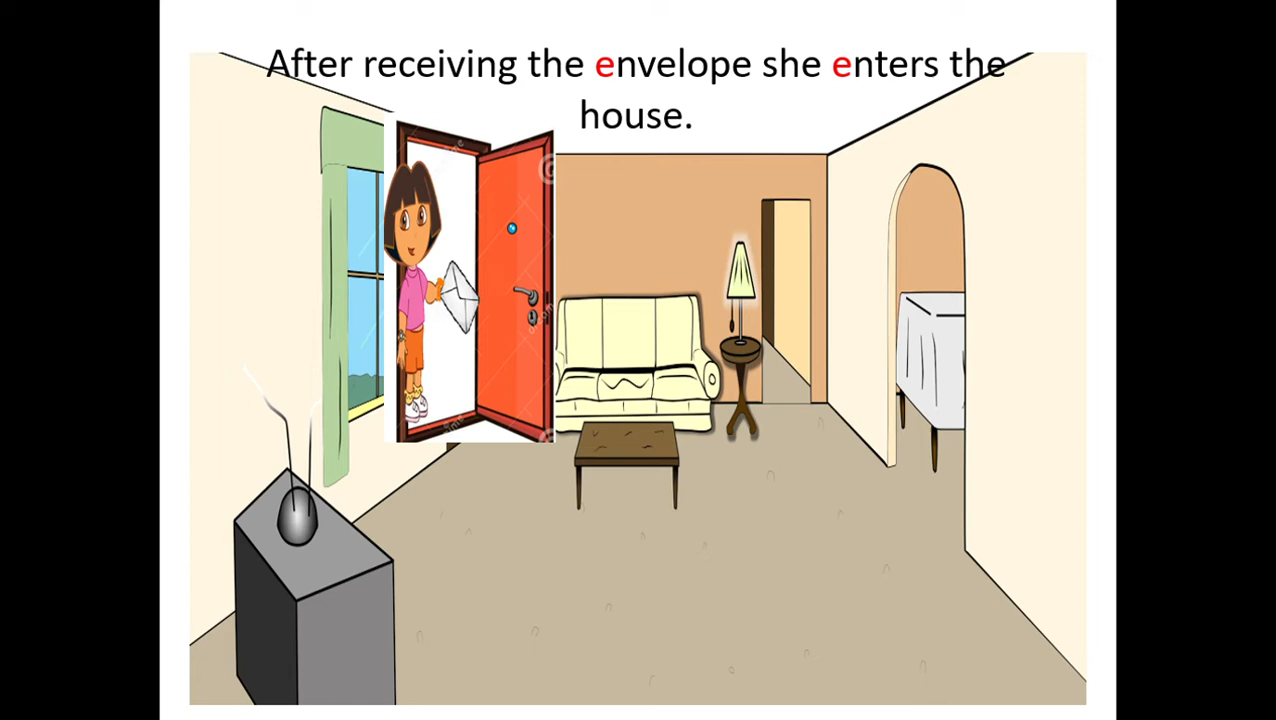 After receiving the envelope she enters the
house.